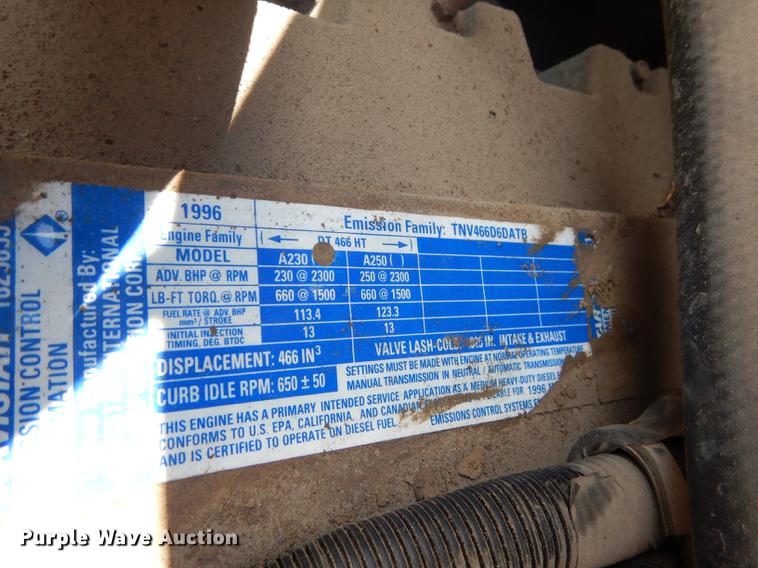 1996
Emission Family: TNV466D6DATB
Engine Family
DT 466 HT
MODEL A230 A250 ( )
ADV. BHP @ RPM 230 @ 2300 250 @ 2300
LB-FT TORQ. @ RPM 660 @ 1500 660 @ 1500
FUEL RATE @ ADV. BHP
mm³/ STROKE 113.4 123.3
INITIAL INJECTION
TIMING, DEG. BTDC 13 13
DISPLACEMENT: 466 IN³
VALVE LASH-COLD: IN. INTAKE & EXHAUST
CURB IDLE RPM: 650 ± 50
SETTINGS MUST BE MADE WITH ENGINE AT NORMAL OPERATING TEMPERATURE
MANUAL TRANSMISSION IN NEUTRAL / AUTOMATIC TRANSMISSION
THIS ENGINE HAS A PRIMARY INTENDED SERVICE APPLICATION AS A MEDIUM HEAVY-DUTY DIESEL
CONFORMS TO U.S. EPA, CALIFORNIA, AND CANADIAN FOR 1996
AND IS CERTIFIED TO OPERATE ON DIESEL FUEL
EMISSIONS CONTROL SYSTEMS
Manufactured By:
Purple Wave Auction